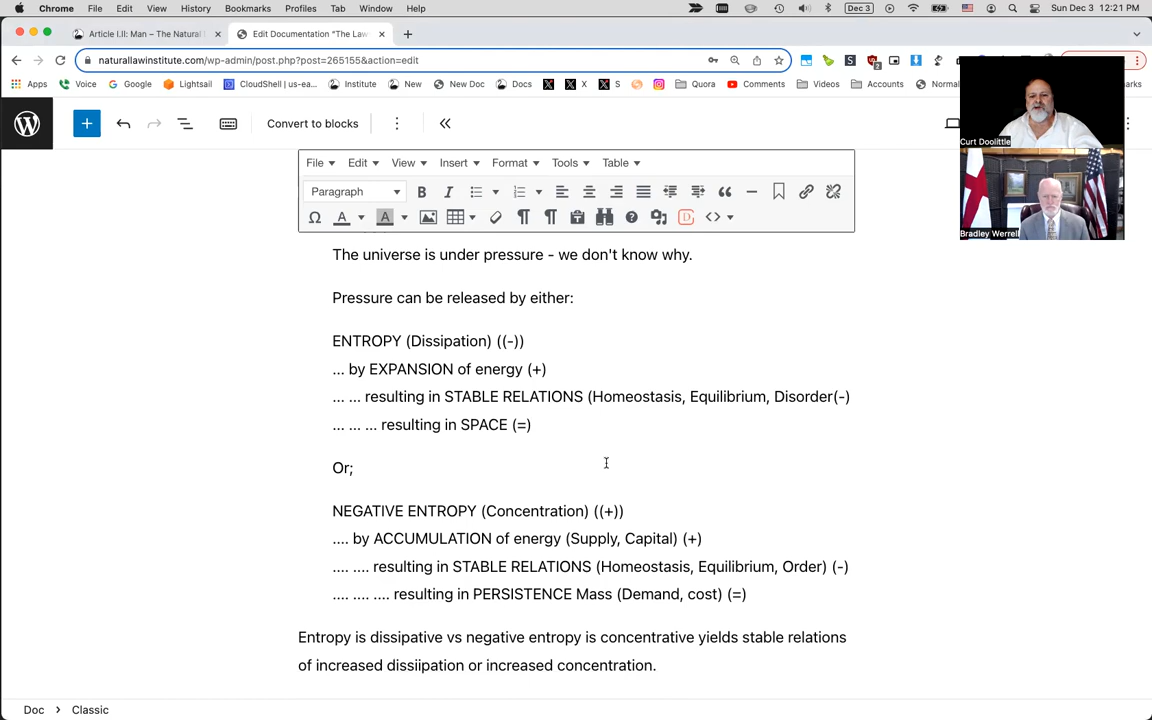 Chrome File Edit View History Bookmarks Profiles Tab Window Help Dec 3 Sun Dec 3 12:21 PM
Article I.II: Man – The Natural Edit Documentation “The Law
naturallawinstitute.com/wp-admin/post.php?post=265155&action=edit
Apps Youtube Google Lightsail CloudShell | us-ea... Institute New New Doc Docs X X / S Quora Comments Videos Accounts Normal marks
Convert to blocks
Curt Doolittle
File Edit View Insert Format Tools Table
Paragraph
Bradley Werrell
The universe is under pressure - we don't know why.
Pressure can be released by either:
ENTROPY (Dissipation) ((-))
... by EXPANSION of energy (+)
... ... resulting in STABLE RELATIONS (Homeostasis, Equilibrium, Disorder(-)
... ... ... resulting in SPACE (=)
Or;
NEGATIVE ENTROPY (Concentration) ((+))
.... by ACCUMULATION of energy (Supply, Capital) (+)
.... .... resulting in STABLE RELATIONS (Homeostasis, Equilibrium, Order) (-)
.... .... .... resulting in PERSISTENCE Mass (Demand, cost) (=)
Entropy is dissipative vs negative entropy is concentrative yields stable relations
of increased dissiipation or increased concentration.
Doc > Classic